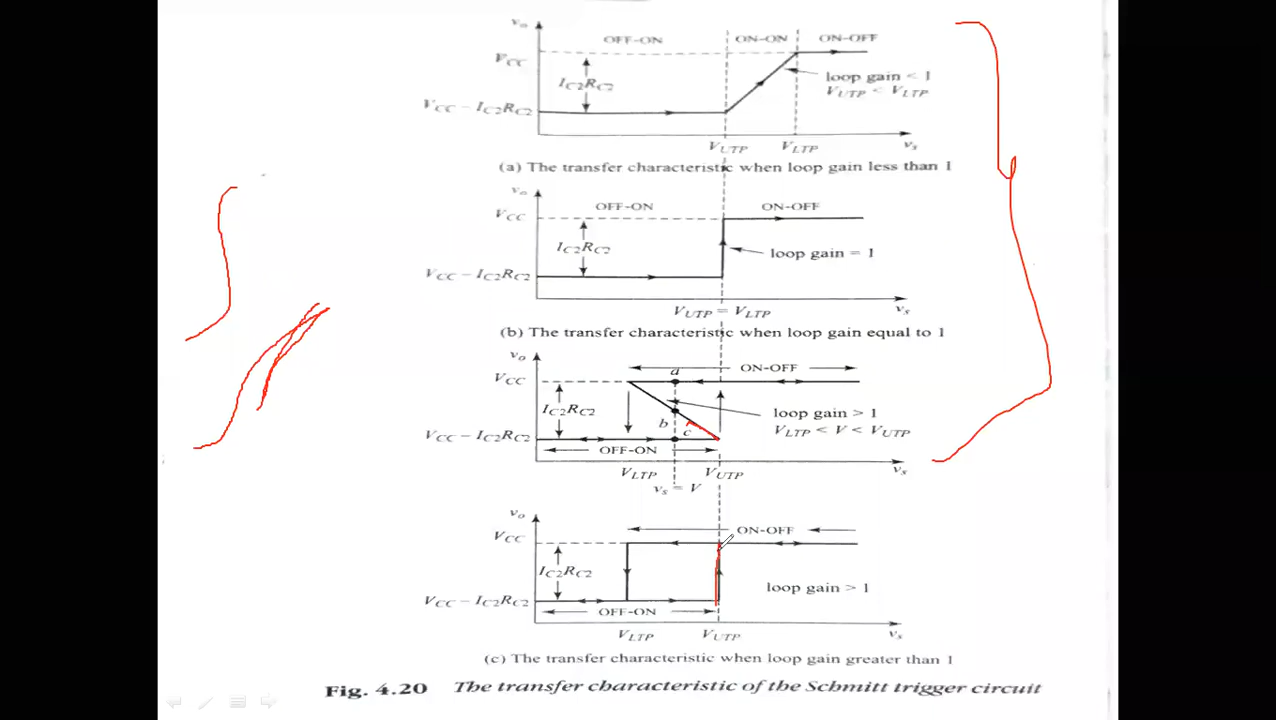 v_o
OFF-ON ON-ON ON-OFF
V_CC
I_C2R_C2
loop gain < 1
V_UTP < V_LTP
V_CC − I_C2R_C2
V_UTP V_LTP v_s
(a) The transfer characteristic when loop gain less than 1
v_o
OFF-ON ON-OFF
V_CC
I_C2R_C2
loop gain = 1
V_CC − I_C2R_C2
V_UTP = V_LTP v_s
(b) The transfer characteristic when loop gain equal to 1
v_o
ON-OFF
V_CC a
I_C2R_C2
loop gain > 1
b
V_LTP < V < V_UTP
V_CC − I_C2R_C2 c
OFF-ON
V_LTP V_UTP v_s
v_s = V
v_o
ON-OFF
V_CC
I_C2R_C2
loop gain > 1
V_CC − I_C2R_C2
OFF-ON
V_LTP V_UTP v_s
(c) The transfer characteristic when loop gain greater than 1
Fig. 4.20 The transfer characteristic of the Schmitt trigger circuit